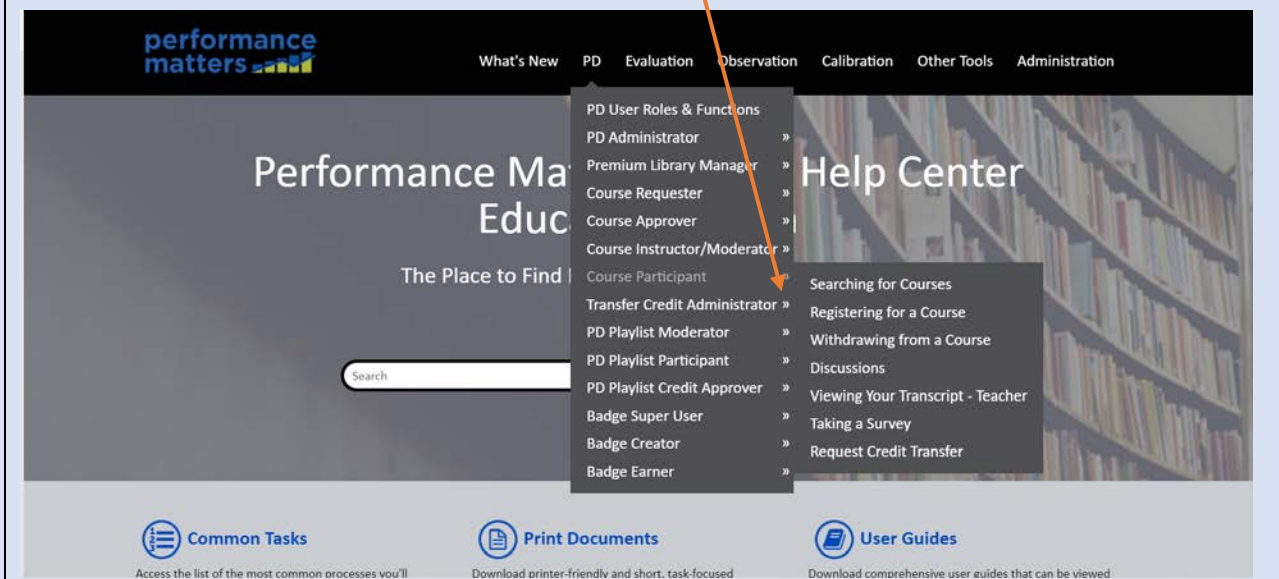 performance
matters
What's New PD Evaluation Observation Calibration Other Tools Administration
PD User Roles & Functions
PD Administrator »
Premium Library Manager »
Course Requester »
Course Approver »
Course Instructor/Moderator »
Course Participant »
Transfer Credit Administrator »
PD Playlist Moderator »
PD Playlist Participant »
PD Playlist Credit Approver »
Badge Super User »
Badge Creator »
Badge Earner »
Searching for Courses
Registering for a Course
Withdrawing from a Course
Discussions
Viewing Your Transcript - Teacher
Taking a Survey
Request Credit Transfer
Performance Ma Help Center
Educ
The Place to Find
Search
Common Tasks
Access the list of the most common processes you'll
Print Documents
Download printer-friendly and short, task-focused
User Guides
Download comprehensive user guides that can be viewed